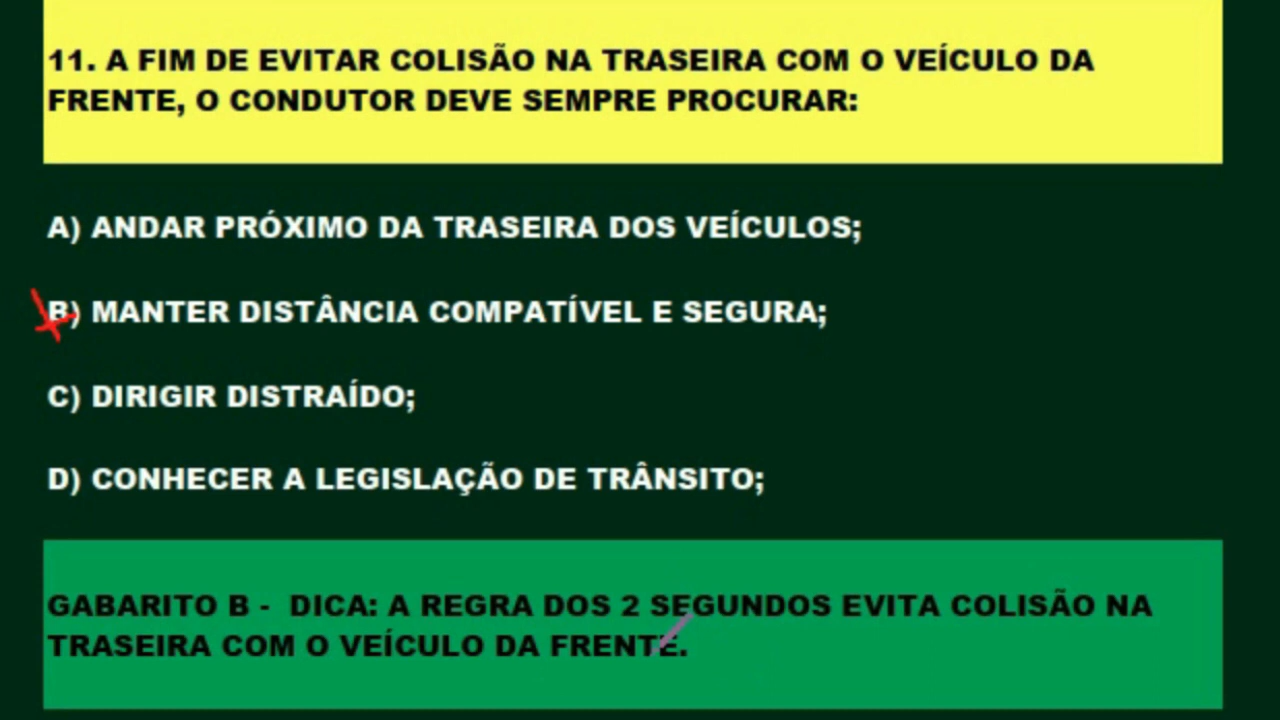 11. A FIM DE EVITAR COLISÃO NA TRASEIRA COM O VEÍCULO DA
FRENTE, O CONDUTOR DEVE SEMPRE PROCURAR:
A) ANDAR PRÓXIMO DA TRASEIRA DOS VEÍCULOS;
B) MANTER DISTÂNCIA COMPATÍVEL E SEGURA;
C) DIRIGIR DISTRAÍDO;
D) CONHECER A LEGISLAÇÃO DE TRÂNSITO;
GABARITO B - DICA: A REGRA DOS 2 SEGUNDOS EVITA COLISÃO NA
TRASEIRA COM O VEÍCULO DA FRENTE.